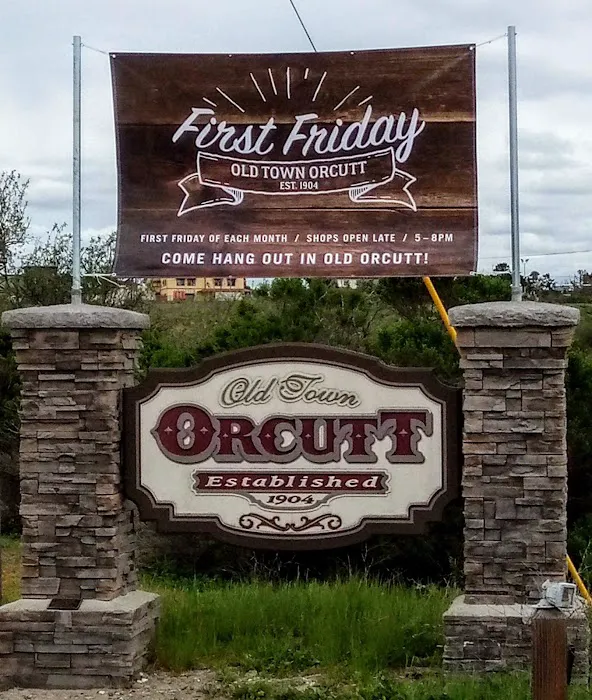 First Friday
OLD TOWN ORCUTT
EST. 1904
FIRST FRIDAY OF EACH MONTH / SHOPS OPEN LATE / 5-8PM
COME HANG OUT IN OLD ORCUTT!
Old Town
ORCUTT
Established
1904